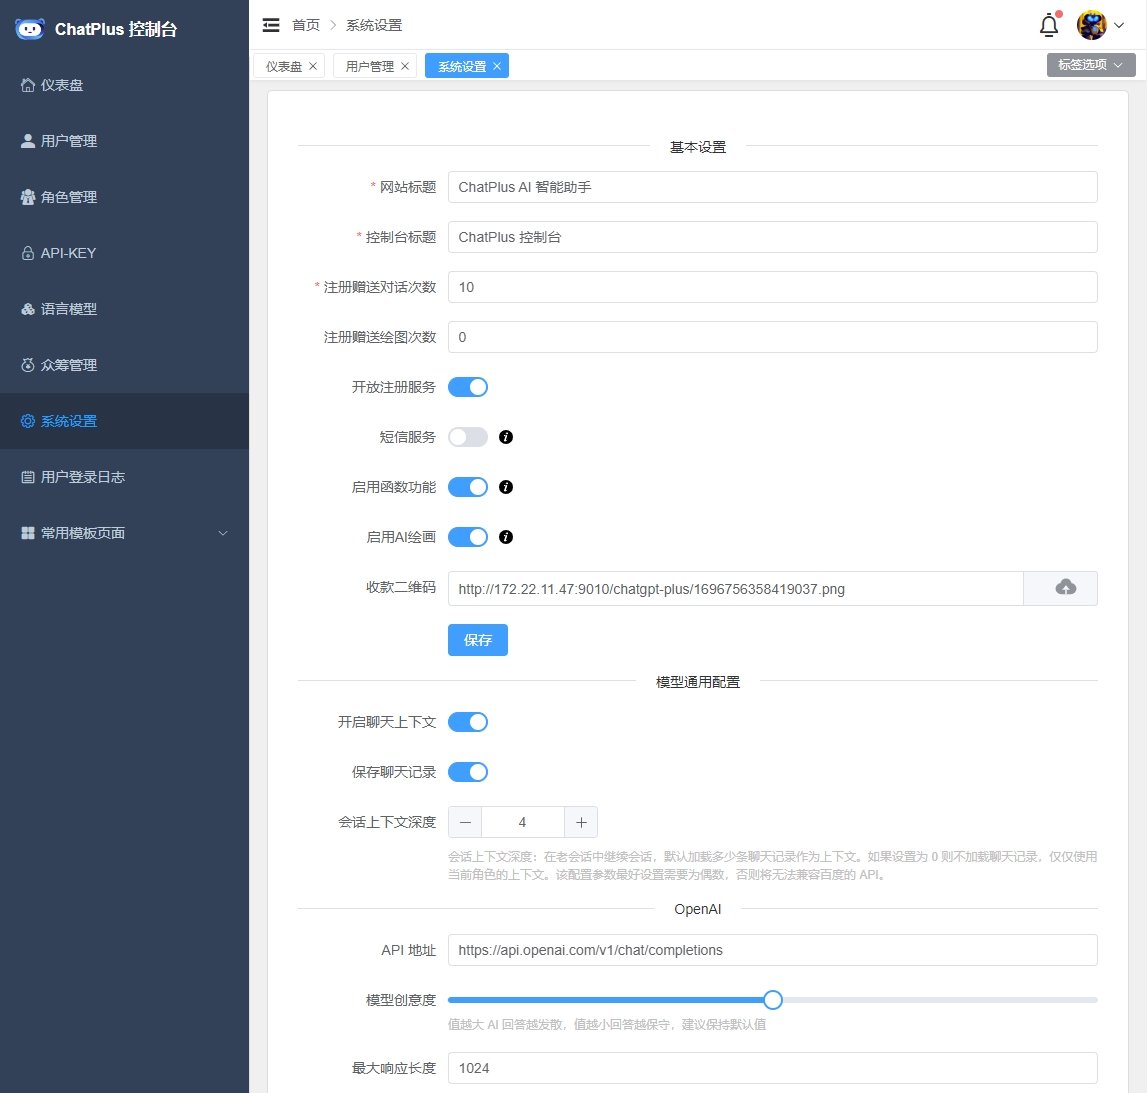 ChatPlus 控制台
首页 系统设置
仪表盘 用户管理 系统设置
标签选项
仪表盘
用户管理
角色管理
API-KEY
语言模型
众筹管理
系统设置
用户登录日志
常用模板页面
基本设置
* 网站标题 ChatPlus AI 智能助手
* 控制台标题 ChatPlus 控制台
* 注册赠送对话次数 10
注册赠送绘图次数 0
开放注册服务
短信服务
启用函数功能
启用AI绘画
收款二维码 http://172.22.11.47:9010/chatgpt-plus/1696756358419037.png
保存
模型通用配置
开启聊天上下文
保存聊天记录
会话上下文深度 4
会话上下文深度：在老会话中继续会话，默认加载多少条聊天记录作为上下文。如果设置为 0 则不加载聊天记录，仅仅使用
当前角色的上下文。该配置参数最好设置需要为偶数，否则将无法兼容百度的 API。
OpenAI
API 地址 https://api.openai.com/v1/chat/completions
模型创意度
值越大 AI 回答越发散，值越小回答越保守，建议保持默认值
最大响应长度 1024